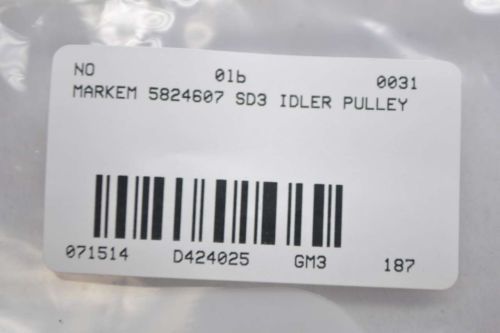 NO 01b 0031
MARKEM 5824607 SD3 IDLER PULLEY
071514 D424025 GM3 187